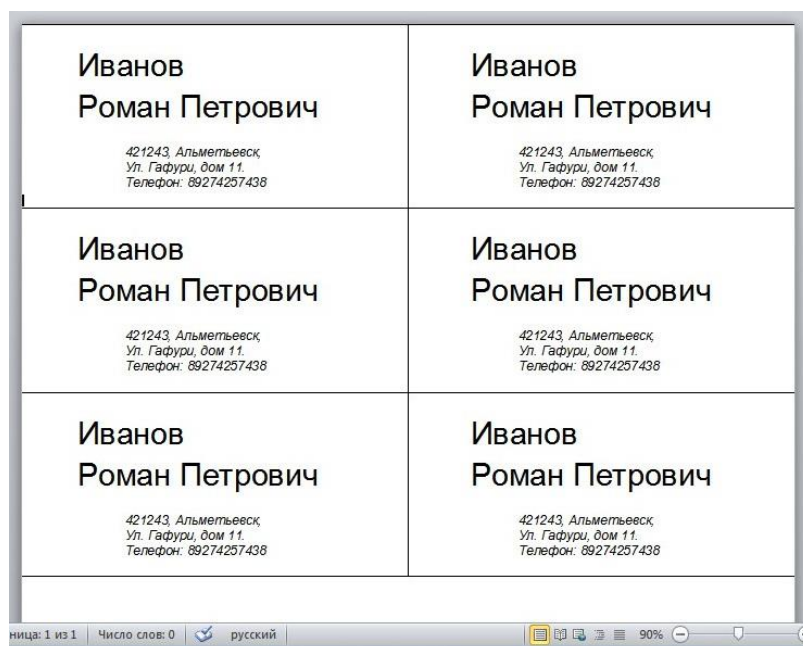 Иванов
Роман Петрович
421243, Альметьевск,
Ул. Гафури, дом 11.
Телефон: 89274257438
Иванов
Роман Петрович
421243, Альметьевск,
Ул. Гафури, дом 11.
Телефон: 89274257438
Иванов
Роман Петрович
421243, Альметьевск,
Ул. Гафури, дом 11.
Телефон: 89274257438
Иванов
Роман Петрович
421243, Альметьевск,
Ул. Гафури, дом 11.
Телефон: 89274257438
Иванов
Роман Петрович
421243, Альметьевск,
Ул. Гафури, дом 11.
Телефон: 89274257438
Иванов
Роман Петрович
421243, Альметьевск,
Ул. Гафури, дом 11.
Телефон: 89274257438
ница: 1 из 1 Число слов: 0 русский 90%